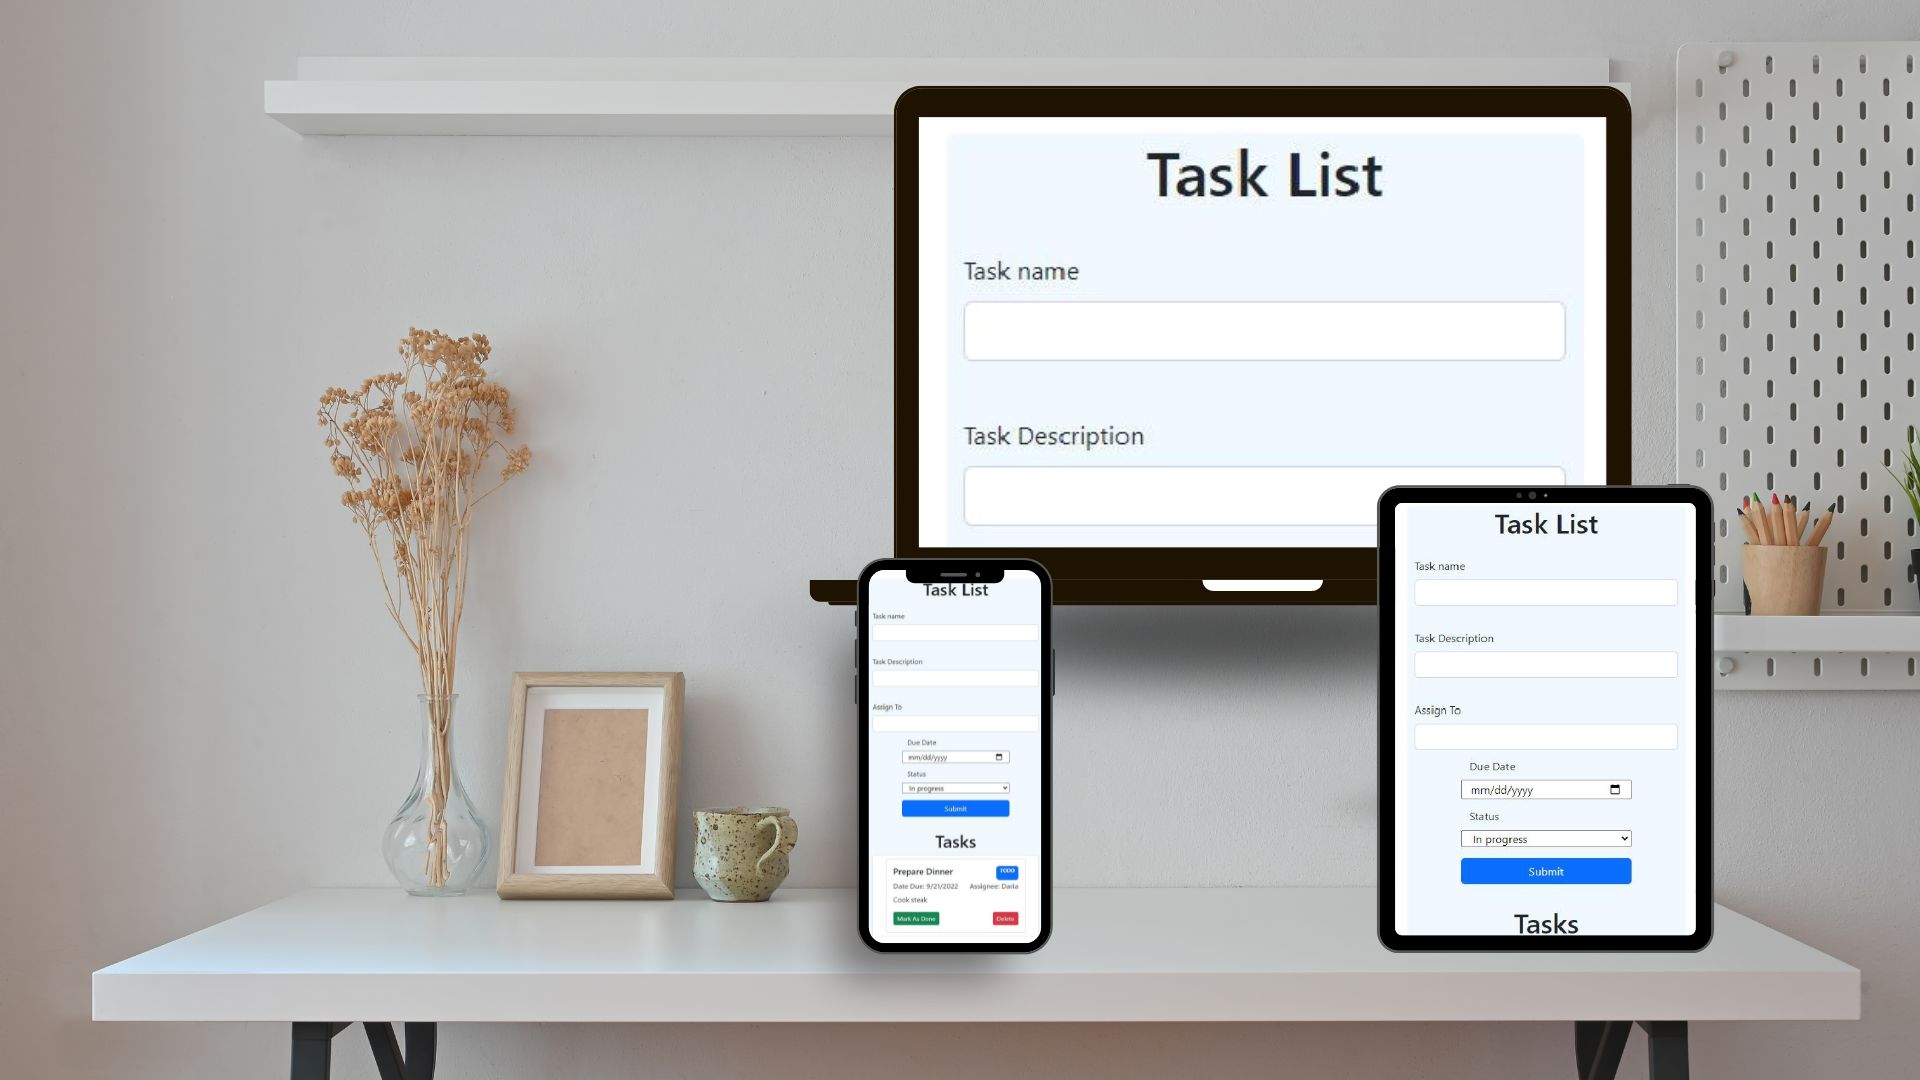 Task List
Task name
Task Description
Task List
Task name
Task Description
Assign To
Due Date
mm/dd/yyyy
Status
In progress
Submit
Tasks
Prepare Dinner
TODO
Date Due: 9/21/2022 Assignee: Daria
Cook steak
Mark As Done
Delete
Task List
Task name
Task Description
Assign To
Due Date
mm/dd/yyyy
Status
In progress
Submit
Tasks